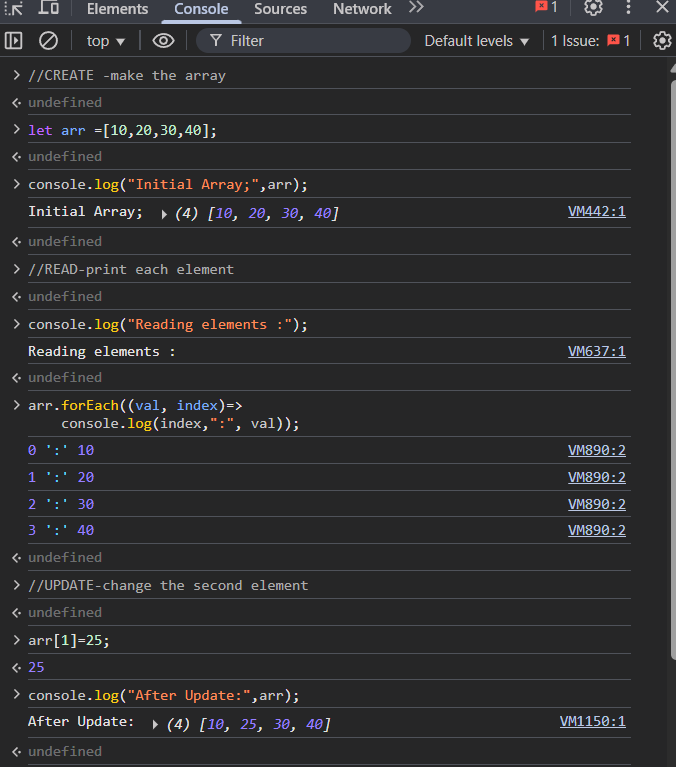 Elements Console Sources Network 1
top Filter Default levels 1 Issue: 1
//CREATE -make the array
undefined
let arr =[10,20,30,40];
undefined
console.log("Initial Array;",arr);
Initial Array; (4) [10, 20, 30, 40] VM442:1
undefined
//READ-print each element
undefined
console.log("Reading elements :");
Reading elements : VM637:1
undefined
arr.forEach((val, index)=>
console.log(index,":", val));
0 ':' 10 VM890:2
1 ':' 20 VM890:2
2 ':' 30 VM890:2
3 ':' 40 VM890:2
undefined
//UPDATE-change the second element
undefined
arr[1]=25;
25
console.log("After Update:",arr);
After Update: (4) [10, 25, 30, 40] VM1150:1
undefined